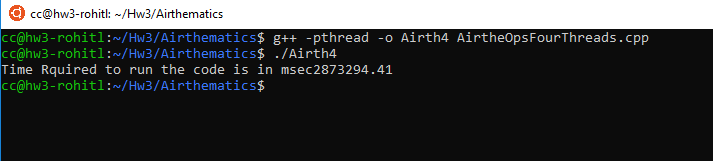 cc@hw3-rohitl: ~/Hw3/Airthematics
cc@hw3-rohitl:~/Hw3/Airthematics$ g++ -pthread -o Airth4 AirtheOpsFourThreads.cpp
cc@hw3-rohitl:~/Hw3/Airthematics$ ./Airth4
Time Rquired to run the code is in msec2873294.41
cc@hw3-rohitl:~/Hw3/Airthematics$